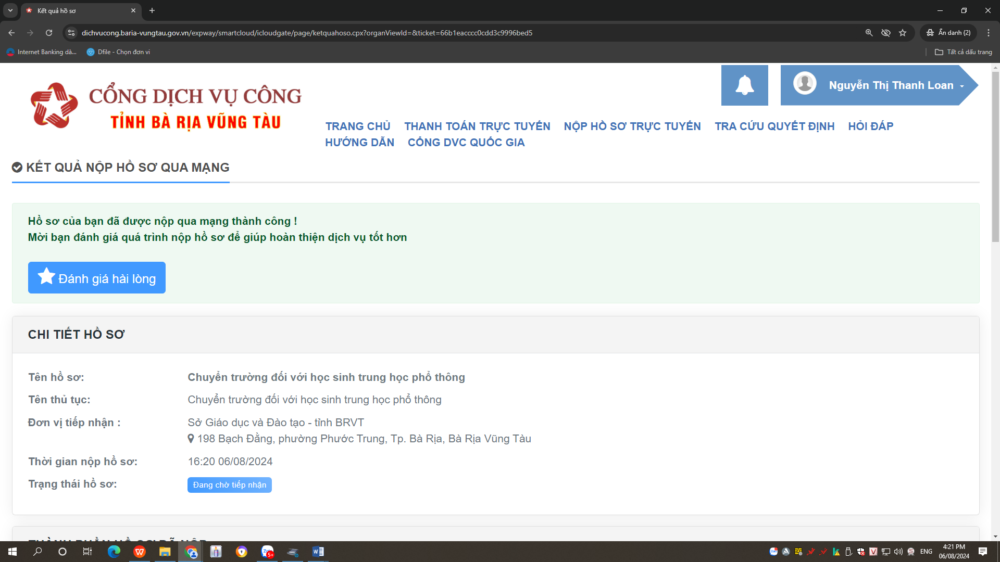 Kết quả hồ sơ
dichvucong.baria-vungtau.gov.vn/expway/smartcloud/icloudgate/page/ketquahoso.cpx?organViewId=&ticket=66b1eacccc0cdd3c9996bed5
Ẩn danh (2)
Internet Banking dà...
Dfile - Chọn đơn vi
Tất cả dấu trang
CỔNG DỊCH VỤ CÔNG
TỈNH BÀ RỊA VŨNG TÀU
Nguyễn Thị Thanh Loan
TRANG CHỦ THANH TOÁN TRỰC TUYẾN NỘP HỒ SƠ TRỰC TUYẾN TRA CỨU QUYẾT ĐỊNH HỎI ĐÁP
HƯỚNG DẪN CỔNG DVC QUỐC GIA
KẾT QUẢ NỘP HỒ SƠ QUA MẠNG
Hồ sơ của bạn đã được nộp qua mạng thành công !
Mời bạn đánh giá quá trình nộp hồ sơ để giúp hoàn thiện dịch vụ tốt hơn
Đánh giá hài lòng
CHI TIẾT HỒ SƠ
Tên hồ sơ: Chuyển trường đối với học sinh trung học phổ thông
Tên thủ tục: Chuyển trường đối với học sinh trung học phổ thông
Đơn vị tiếp nhận : Sở Giáo dục và Đào tạo - tỉnh BRVT
198 Bạch Đằng, phường Phước Trung, Tp. Bà Rịa, Bà Rịa Vũng Tàu
Thời gian nộp hồ sơ: 16:20 06/08/2024
Trạng thái hồ sơ: Đang chờ tiếp nhận
THÀNH PHẦN HỒ SƠ ĐÃ NỘP
Zalo
5+
ENG
4:21 PM
06/08/2024